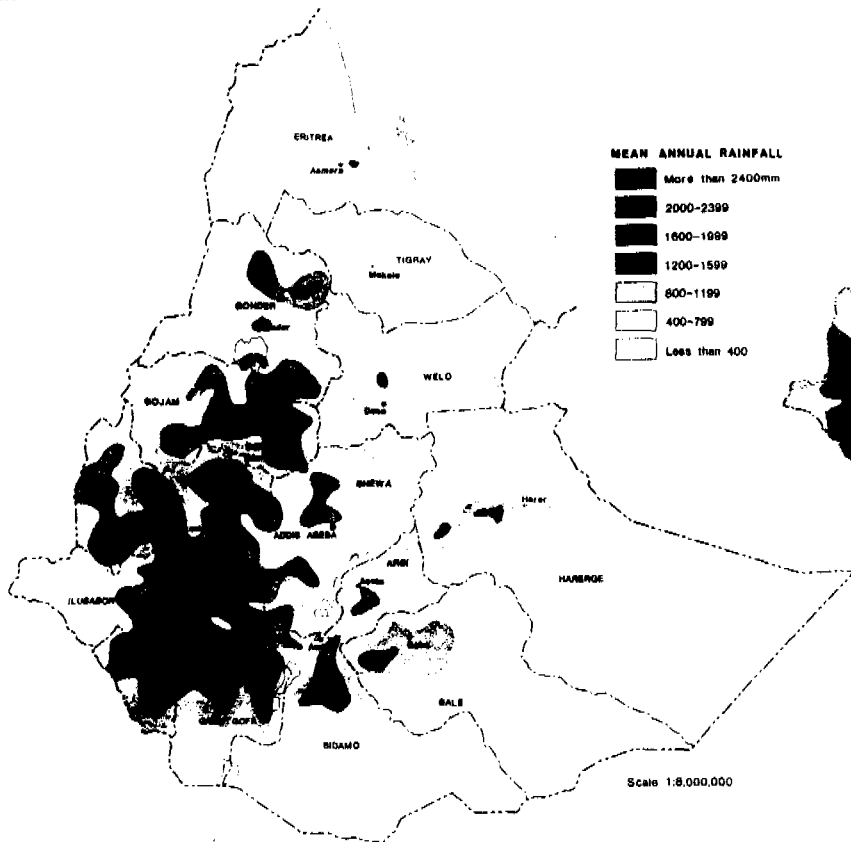 ERITREA
Asmara
MEAN ANNUAL RAINFALL
More than 2400mm
2000-2399
1600-1999
1200-1599
800-1199
400-799
Less than 400
TIGRAY
Mekele
GONDER
WELO
GOJAM
SHEWA
Harer
ADDIS ABEBA
ARSI
HARERGE
ILUBABOR
BALE
SIDAMO
Scale 1:8,000,000